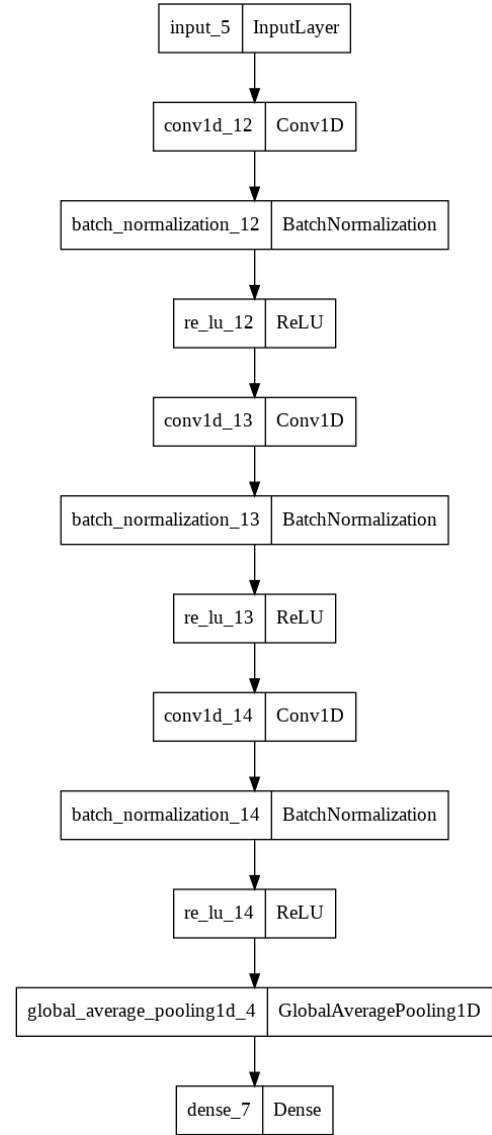 input_5 InputLayer
conv1d_12 Conv1D
batch_normalization_12 BatchNormalization
re_lu_12 ReLU
conv1d_13 Conv1D
batch_normalization_13 BatchNormalization
re_lu_13 ReLU
conv1d_14 Conv1D
batch_normalization_14 BatchNormalization
re_lu_14 ReLU
global_average_pooling1d_4 GlobalAveragePooling1D
dense_7 Dense